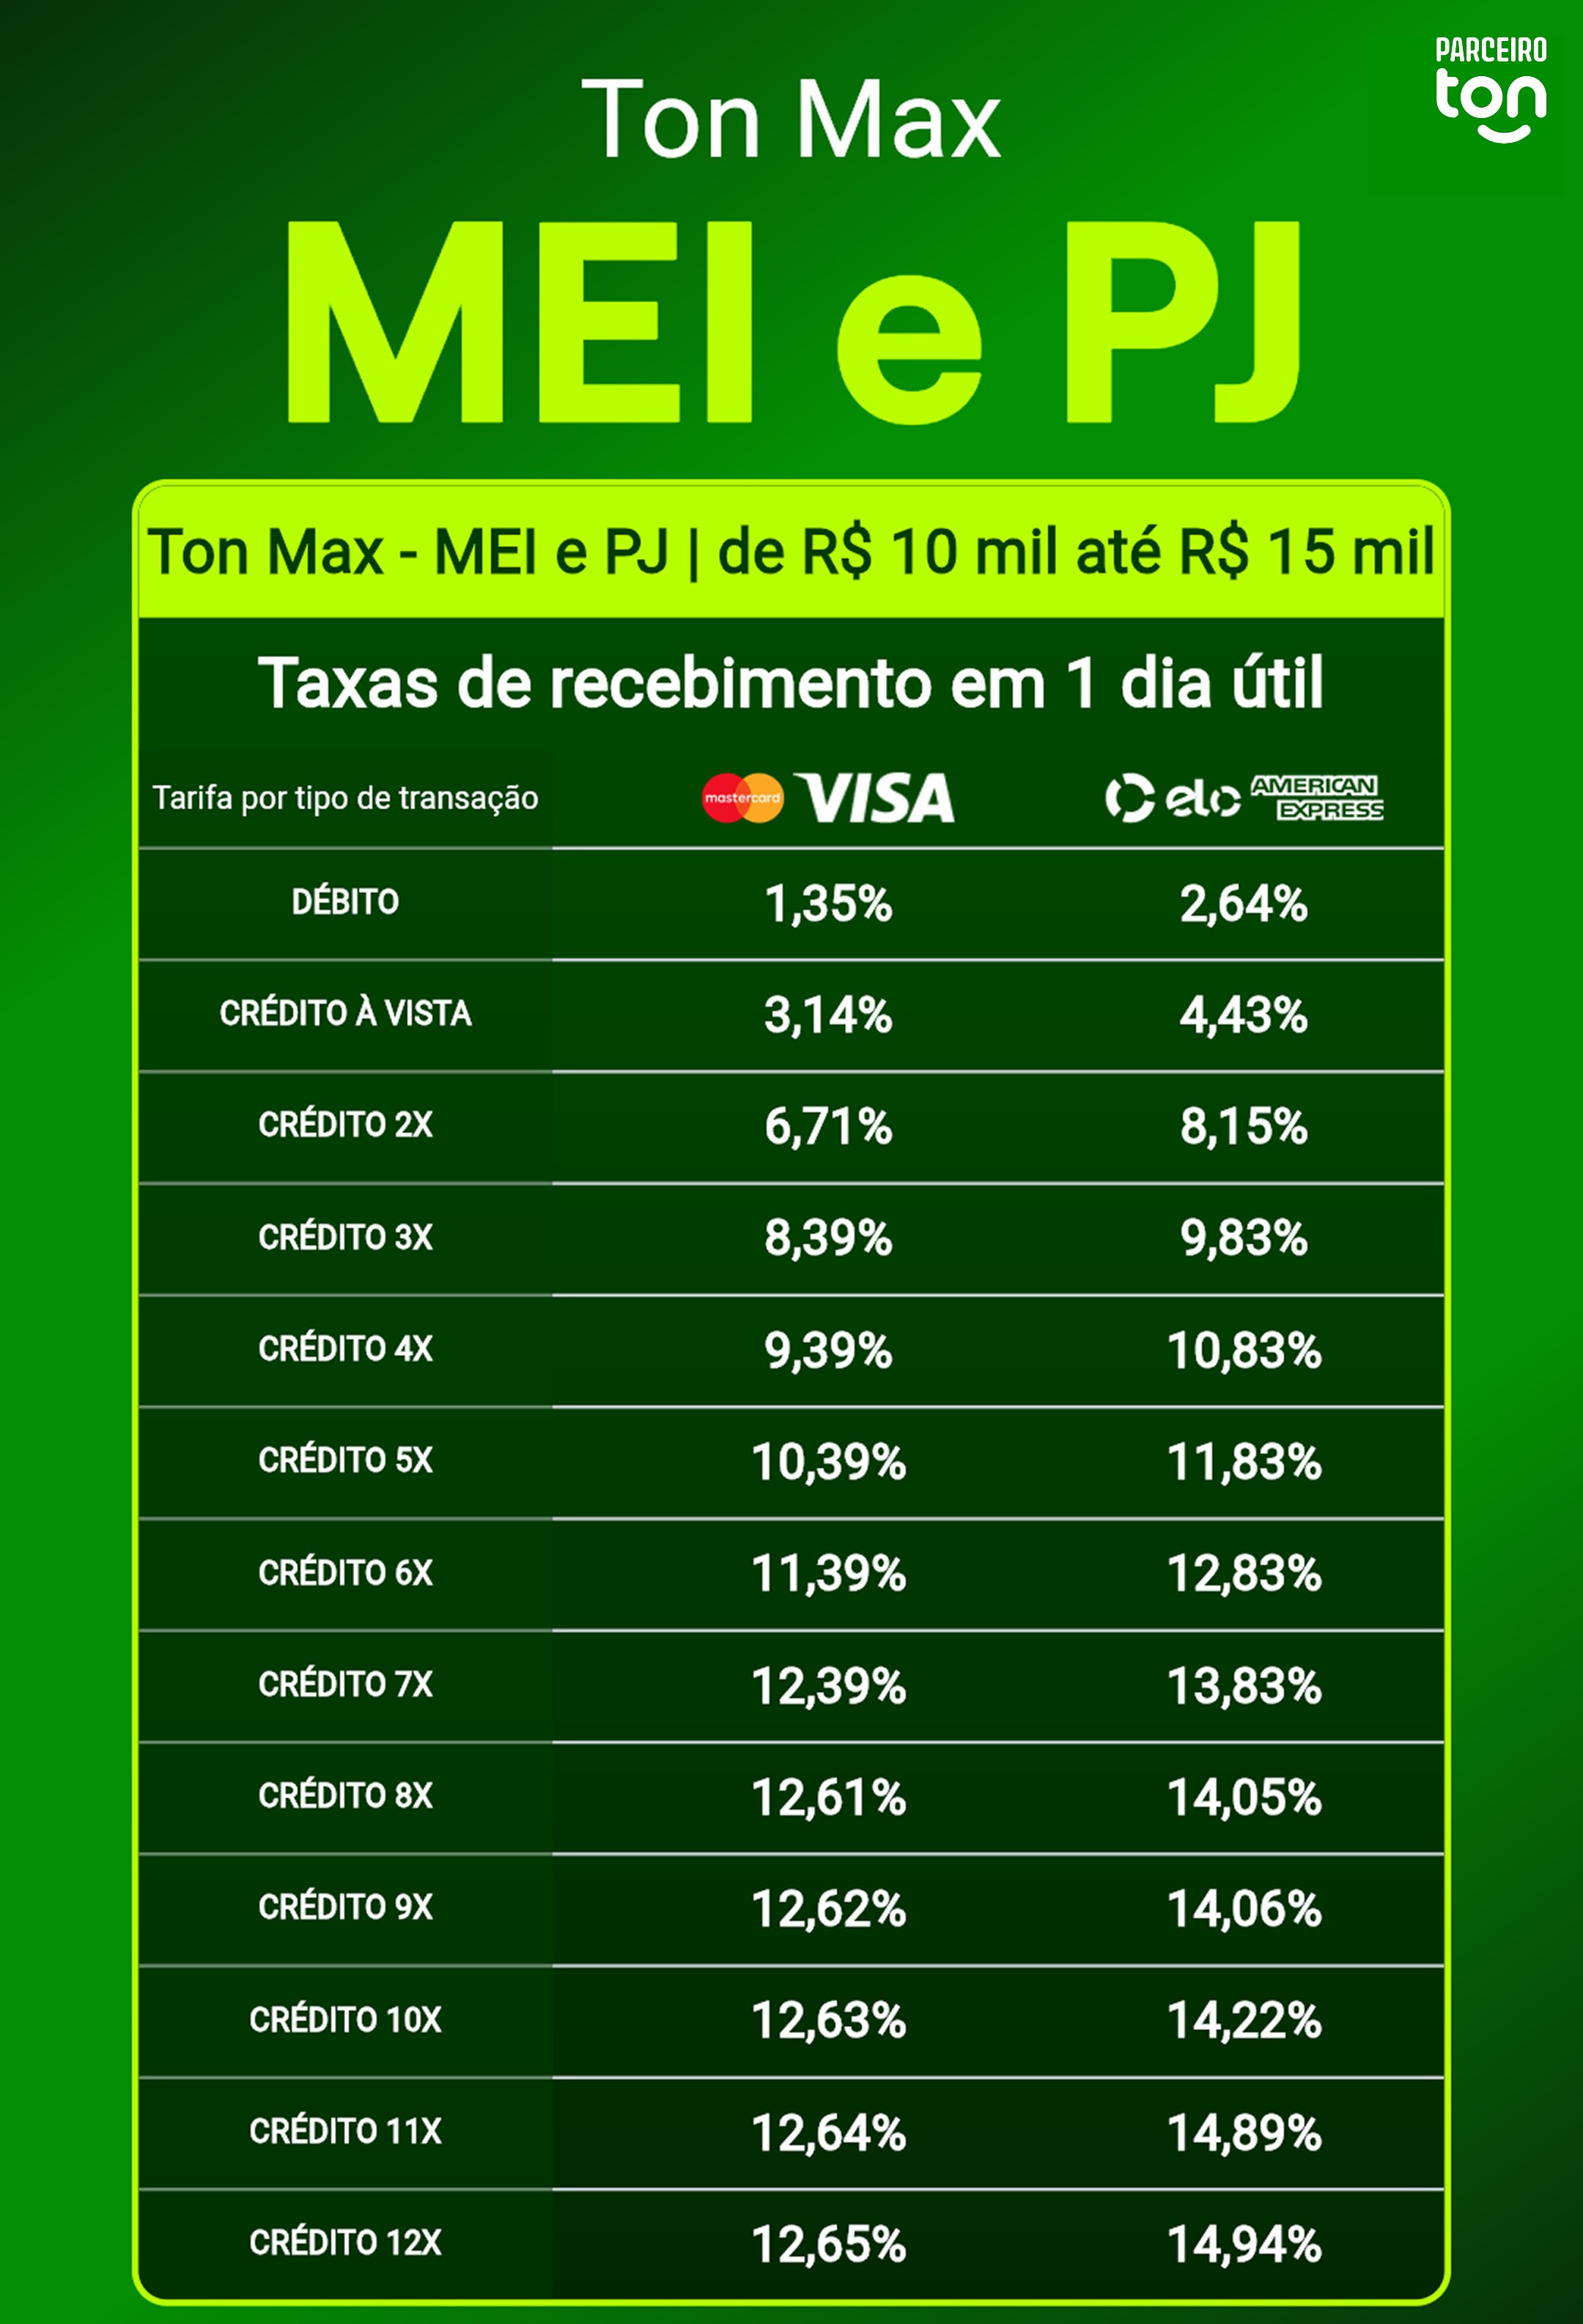 PARCEIRO
ton
Ton Max
MEI e PJ
Ton Max - MEI e PJ | de R$ 10 mil até R$ 15 mil
Taxas de recebimento em 1 dia útil
Tarifa por tipo de transação mastercard VISA elo AMERICAN EXPRESS
DÉBITO 1,35% 2,64%
CRÉDITO À VISTA 3,14% 4,43%
CRÉDITO 2X 6,71% 8,15%
CRÉDITO 3X 8,39% 9,83%
CRÉDITO 4X 9,39% 10,83%
CRÉDITO 5X 10,39% 11,83%
CRÉDITO 6X 11,39% 12,83%
CRÉDITO 7X 12,39% 13,83%
CRÉDITO 8X 12,61% 14,05%
CRÉDITO 9X 12,62% 14,06%
CRÉDITO 10X 12,63% 14,22%
CRÉDITO 11X 12,64% 14,89%
CRÉDITO 12X 12,65% 14,94%